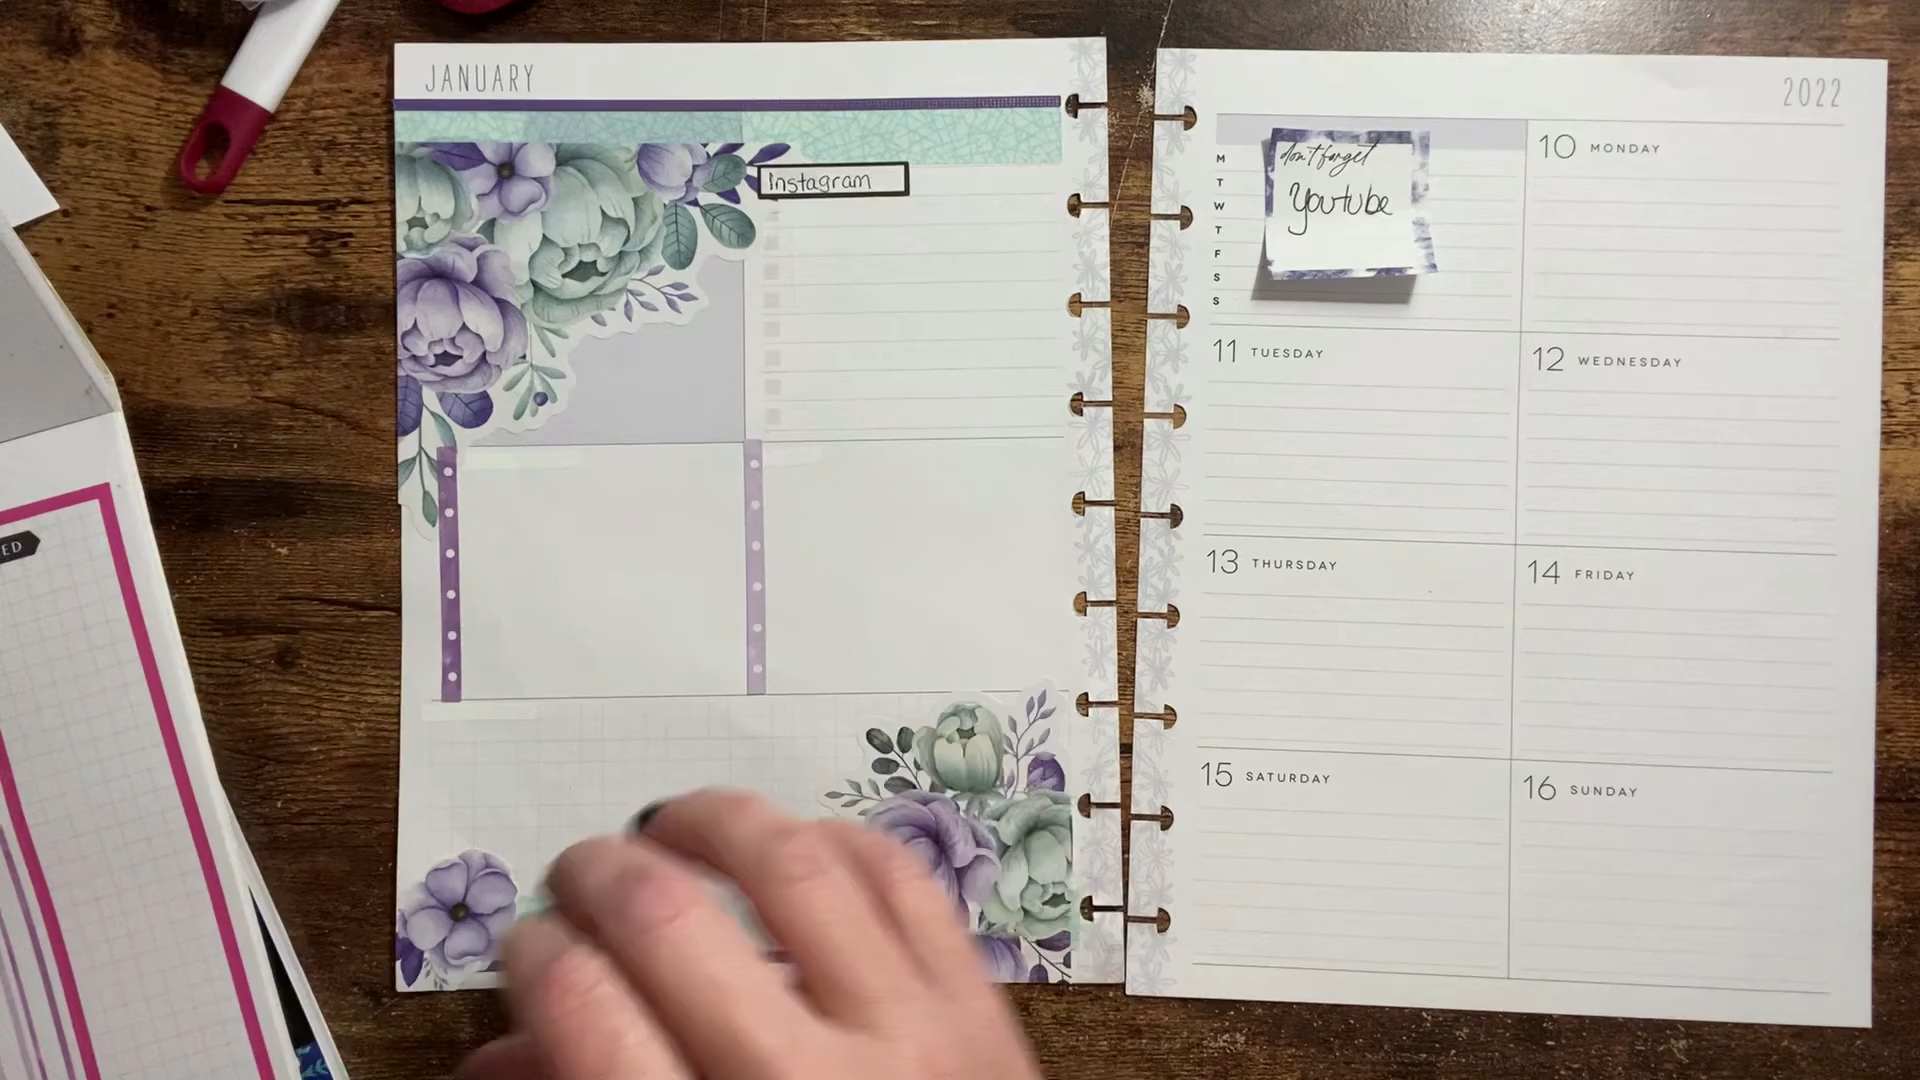 JANUARY
Instagram
2022
M
T
W
T
F
S
S
don't forget
Youtube
10 MONDAY
11 TUESDAY
12 WEDNESDAY
13 THURSDAY
14 FRIDAY
15 SATURDAY
16 SUNDAY
ED